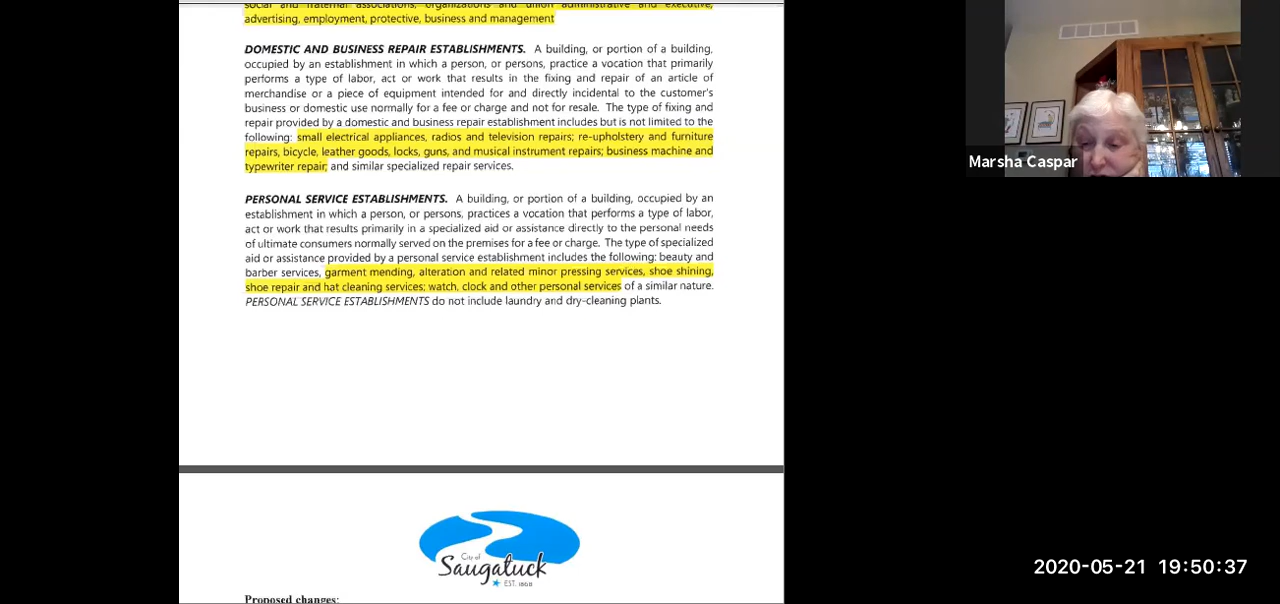 social and fraternal associations, organizations and union administrative and executive,
advertising, employment, protective, business and management
DOMESTIC AND BUSINESS REPAIR ESTABLISHMENTS. A building, or portion of a building,
occupied by an establishment in which a person, or persons, practice a vocation that primarily
performs a type of labor, act or work that results in the fixing and repair of an article of
merchandise or a piece of equipment intended for and directly incidental to the customer's
business or domestic use normally for a fee or charge and not for resale. The type of fixing and
repair provided by a domestic and business repair establishment includes but is not limited to the
following: small electrical appliances, radios and television repairs; re-upholstery and furniture
repairs, bicycle, leather goods, locks, guns, and musical instrument repairs; business machine and
typewriter repair; and similar specialized repair services.
PERSONAL SERVICE ESTABLISHMENTS. A building, or portion of a building, occupied by an
establishment in which a person, or persons, practices a vocation that performs a type of labor,
act or work that results primarily in a specialized aid or assistance directly to the personal needs
of ultimate consumers normally served on the premises for a fee or charge. The type of specialized
aid or assistance provided by a personal service establishment includes the following: beauty and
barber services, garment mending, alteration and related minor pressing services, shoe shining,
shoe repair and hat cleaning services; watch, clock and other personal services of a similar nature.
PERSONAL SERVICE ESTABLISHMENTS do not include laundry and dry-cleaning plants.
City of
Saugatuck
EST. 1868
Proposed changes:
Marsha Caspar
2020-05-21 19:50:37